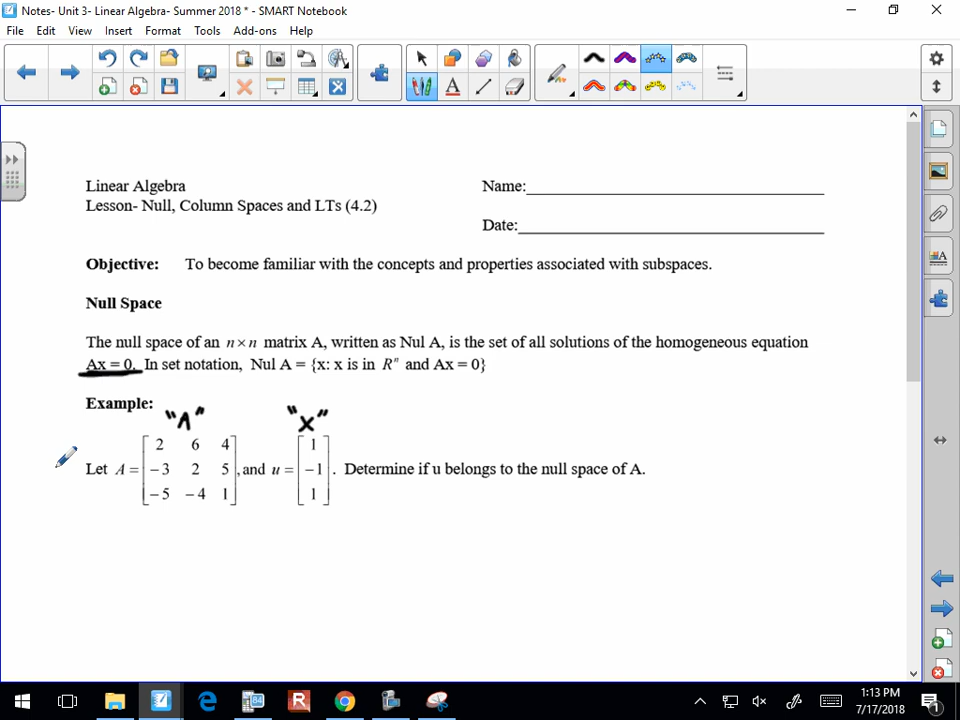 Notes- Unit 3- Linear Algebra- Summer 2018 * - SMART Notebook
File Edit View Insert Format Tools Add-ons Help
Linear Algebra
Name:
Lesson- Null, Column Spaces and LTs (4.2)
Date:
Objective: To become familiar with the concepts and properties associated with subspaces.
Null Space
The null space of an n×n matrix A, written as Nul A, is the set of all solutions of the homogeneous equation
Ax = 0. In set notation, Nul A = {x: x is in Rⁿ and Ax = 0}
Example:
"A" "X"
2 6 4 1
Let A = −3 2 5 , and u = −1 . Determine if u belongs to the null space of A.
−5 −4 1 1
1:13 PM
7/17/2018
1